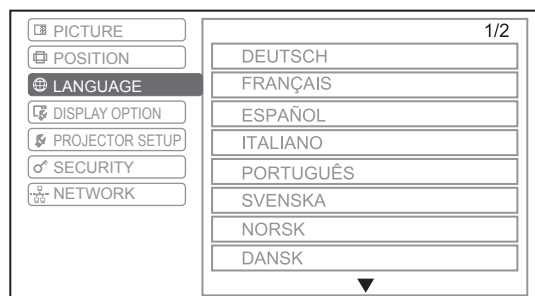 PICTURE
POSITION
LANGUAGE
DISPLAY OPTION
PROJECTOR SETUP
SECURITY
NETWORK
1/2
DEUTSCH
FRANÇAIS
ESPAÑOL
ITALIANO
PORTUGUÊS
SVENSKA
NORSK
DANSK